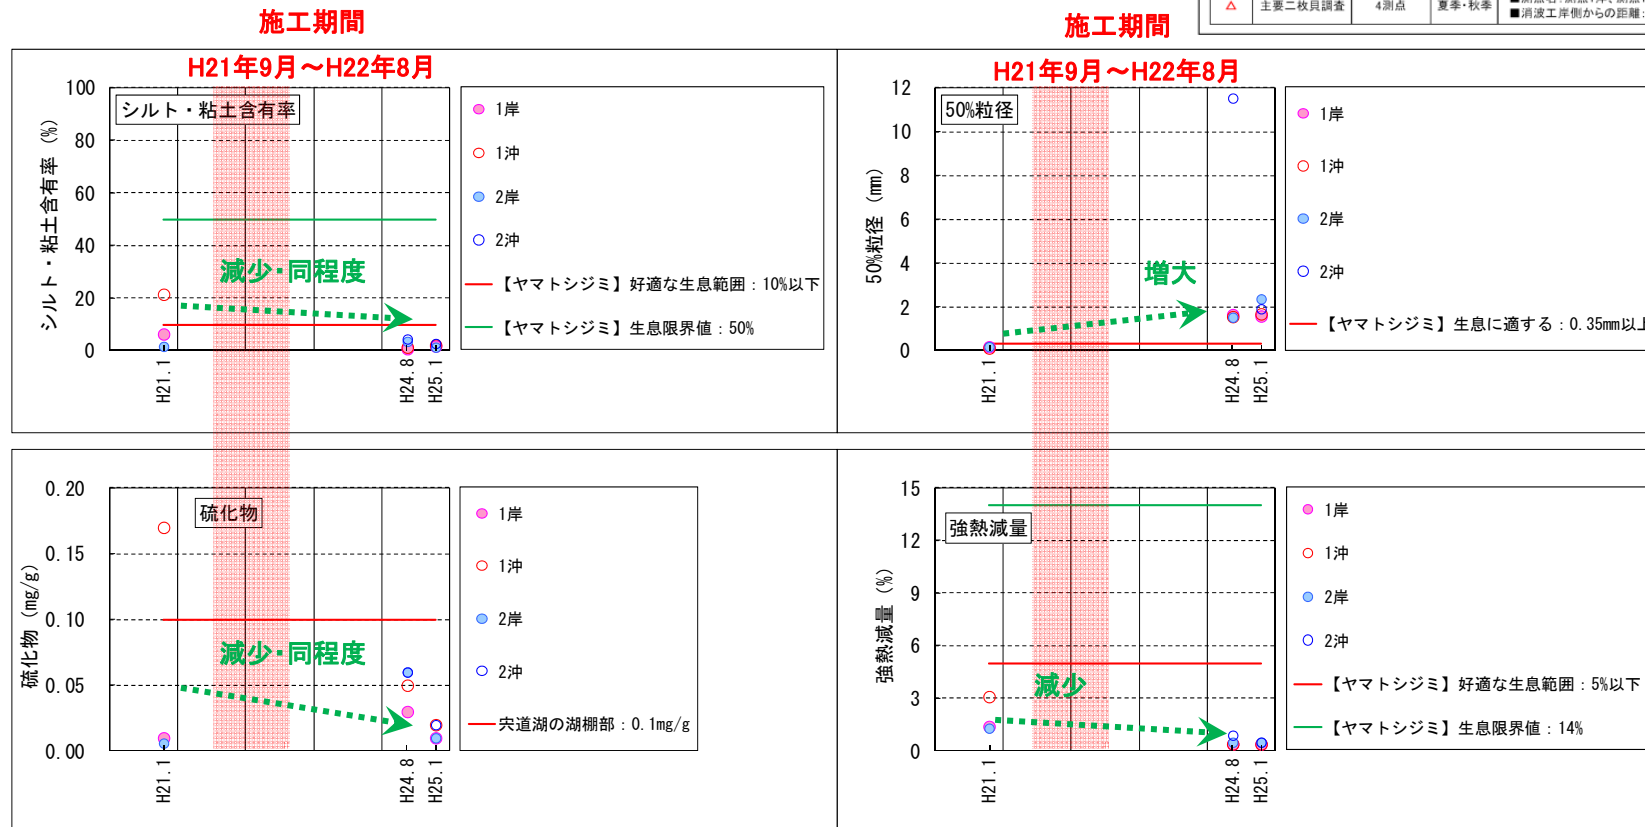 施工期間
施工期間
△ 主要二枚貝調査 4測点 夏季・秋季
■消波工岸側からの距離:
H21年9月～H22年8月
シルト・粘土含有率
シルト・粘土含有率 (%)
100
80
60
40
20
0
減少・同程度
H21.1
H24.8
H25.1
1岸
1沖
2岸
2沖
【ヤマトシジミ】好適な生息範囲：10%以下
【ヤマトシジミ】生息限界値：50%
H21年9月～H22年8月
50%粒径
50%粒径 (mm)
12
10
8
6
4
2
0
増大
H21.1
H24.8
H25.1
1岸
1沖
2岸
2沖
【ヤマトシジミ】生息に適する：0.35mm以上
硫化物
硫化物 (mg/g)
0.20
0.15
0.10
0.05
0.00
減少・同程度
H21.1
H24.8
H25.1
1岸
1沖
2岸
2沖
宍道湖の湖棚部：0.1mg/g
強熱減量
強熱減量 (%)
15
12
9
6
3
0
減少
H21.1
H24.8
H25.1
1岸
1沖
2岸
2沖
【ヤマトシジミ】好適な生息範囲：5%以下
【ヤマトシジミ】生息限界値：14%